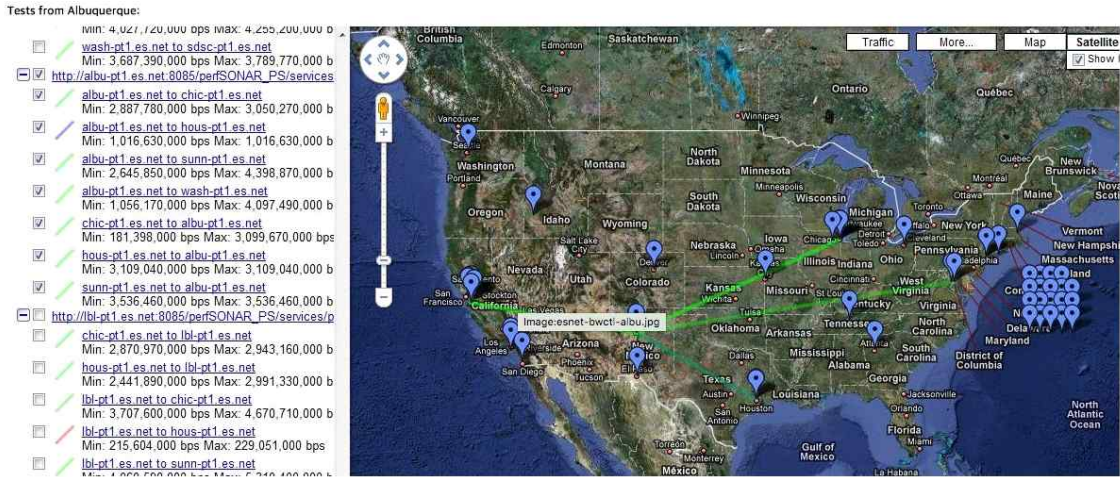 Tests from Albuquerque:
Min: 4,027,720,000 bps Max: 4,255,200,000 b
wash-pt1.es.net to sdsc-pt1.es.net
Min: 3,687,390,000 bps Max: 3,789,770,000 b
http://albu-pt1.es.net:8085/perfSONAR_PS/services
albu-pt1.es.net to chic-pt1.es.net
Min: 2,887,780,000 bps Max: 3,050,270,000 b
albu-pt1.es.net to hous-pt1.es.net
Min: 1,016,630,000 bps Max: 1,016,630,000 b
albu-pt1.es.net to sunn-pt1.es.net
Min: 2,645,850,000 bps Max: 4,398,870,000 b
albu-pt1.es.net to wash-pt1.es.net
Min: 1,056,170,000 bps Max: 4,097,490,000 b
chic-pt1.es.net to albu-pt1.es.net
Min: 181,398,000 bps Max: 3,099,670,000 bps
hous-pt1.es.net to albu-pt1.es.net
Min: 3,109,040,000 bps Max: 3,109,040,000 b
sunn-pt1.es.net to albu-pt1.es.net
Min: 3,536,460,000 bps Max: 3,536,460,000 b
http://lbl-pt1.es.net:8085/perfSONAR_PS/services/p
chic-pt1.es.net to lbl-pt1.es.net
Min: 2,870,970,000 bps Max: 2,943,160,000 b
hous-pt1.es.net to lbl-pt1.es.net
Min: 2,441,890,000 bps Max: 2,991,330,000 b
lbl-pt1.es.net to chic-pt1.es.net
Min: 3,707,600,000 bps Max: 4,670,710,000 b
lbl-pt1.es.net to hous-pt1.es.net
Min: 215,604,000 bps Max: 229,051,000 bps
lbl-pt1.es.net to sunn-pt1.es.net
British
Columbia
Saskatchewan
Traffic
More...
Map
Satellite
Show
Edmonton
Calgary
Ontario
Québec
Vancouver
Winnipeg
Washington
Portland
Montana
North
Dakota
Minnesota
Minneapolis
Québec
Montréal
Ottawa
New
Brunswick
Maine
Nova
Oregon
Idaho
Wyoming
South
Dakota
Wisconsin
Michigan
Toronto
New York
Vermont
New Hampshi
Massachusetts
Salt Lake
City
Nebraska
Lincoln
Iowa
Omaha
Chicago
Detroit
Toledo
Cleveland
Pennsylvania
San
Francisco
Stockton
California
Nevada
Utah
Denver
Colorado
Kansas
Wichita
Missouri
Illinois
Indiana
Ohio
Cincinnati
West
Virginia
Virginia
Maryland
District of
Columbia
Image:esnet-bwctl-albu.jpg
Los
Angeles
San Diego
Arizona
Phoenix
Tucson
New
Mexico
El Paso
Tulsa
Oklahoma
Arkansas
Tennessee
North
Carolina
South
Carolina
Atlanta
Dallas
Mississippi
Alabama
Georgia
Texas
Austin
San
Antonio
Houston
Louisiana
Jacksonville
Orlando
Florida
Miami
North
Atlantic
Ocean
Torreón
Monterrey
México
Gulf of
Mexico
La Habana